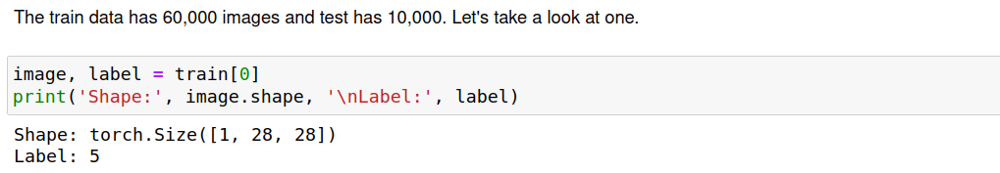 The train data has 60,000 images and test has 10,000. Let's take a look at one.
image, label = train[0]
print('Shape:', image.shape, '\nLabel:', label)
Shape: torch.Size([1, 28, 28])
Label: 5